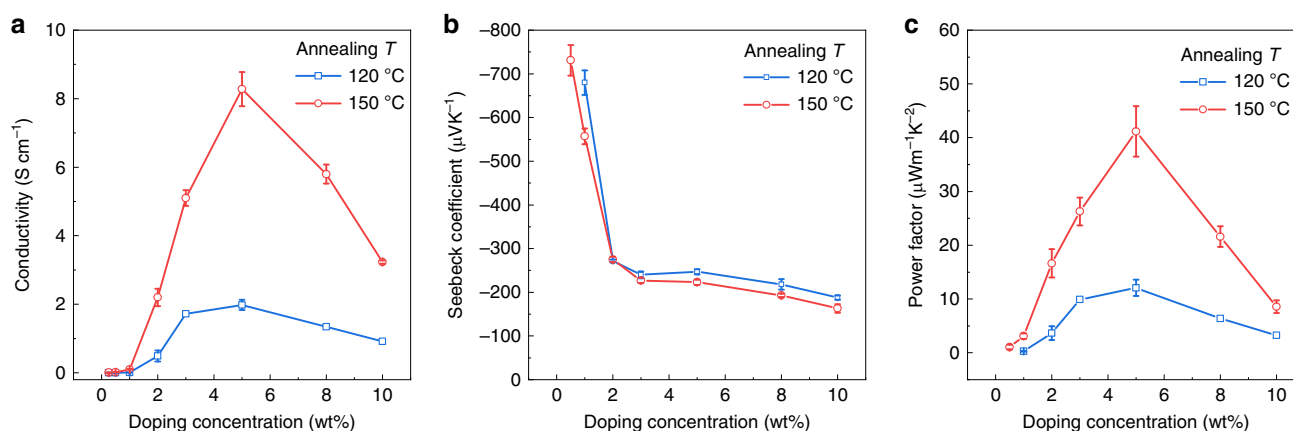 a
Annealing T
120 °C
150 °C
10
8
6
4
2
0
Conductivity (S cm⁻¹)
0 2 4 6 8 10
Doping concentration (wt%)
b
Annealing T
120 °C
150 °C
−800
−700
−600
−500
−400
−300
−200
−100
0
Seebeck coefficient (μVK⁻¹)
0 2 4 6 8 10
Doping concentration (wt%)
c
Annealing T
120 °C
150 °C
60
50
40
30
20
10
0
Power factor (μWm⁻¹K⁻²)
0 2 4 6 8 10
Doping concentration (wt%)